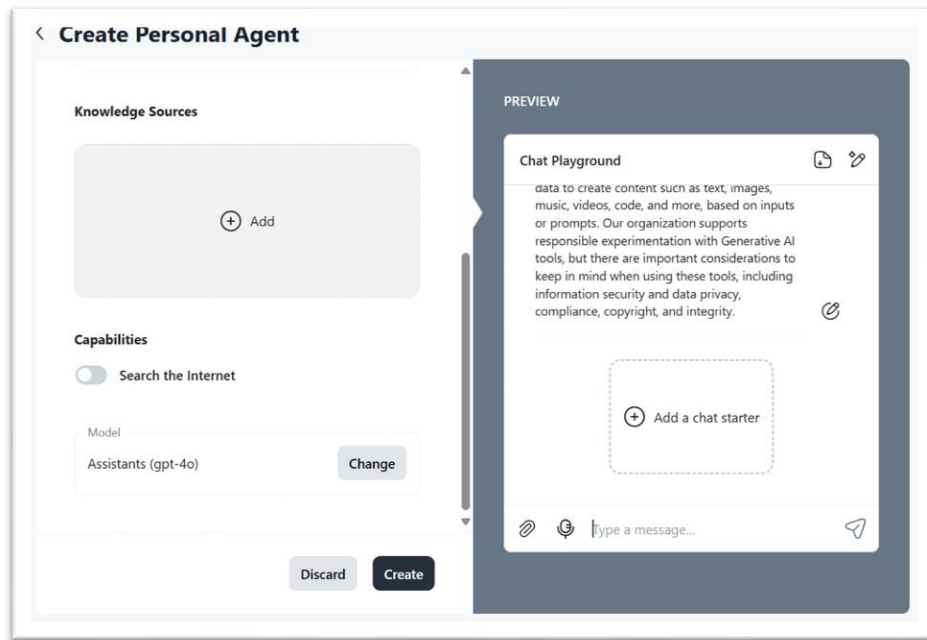 Create Personal Agent
Knowledge Sources
Add
Capabilities
Search the Internet
Model
Assistants (gpt-4o)
Change
Discard
Create
PREVIEW
Chat Playground
data to create content such as text, images,
music, videos, code, and more, based on inputs
or prompts. Our organization supports
responsible experimentation with Generative AI
tools, but there are important considerations to
keep in mind when using these tools, including
information security and data privacy,
compliance, copyright, and integrity.
Add a chat starter
Type a message...